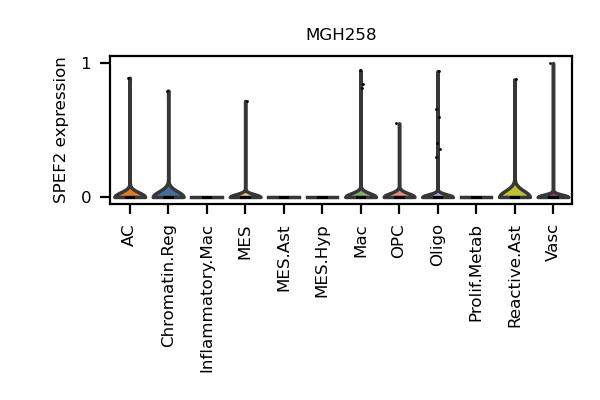 MGH258
SPEF2 expression
1
0
AC
Chromatin.Reg
Inflammatory.Mac
MES
MES.Ast
MES.Hyp
Mac
OPC
Oligo
Prolif.Metab
Reactive.Ast
Vasc